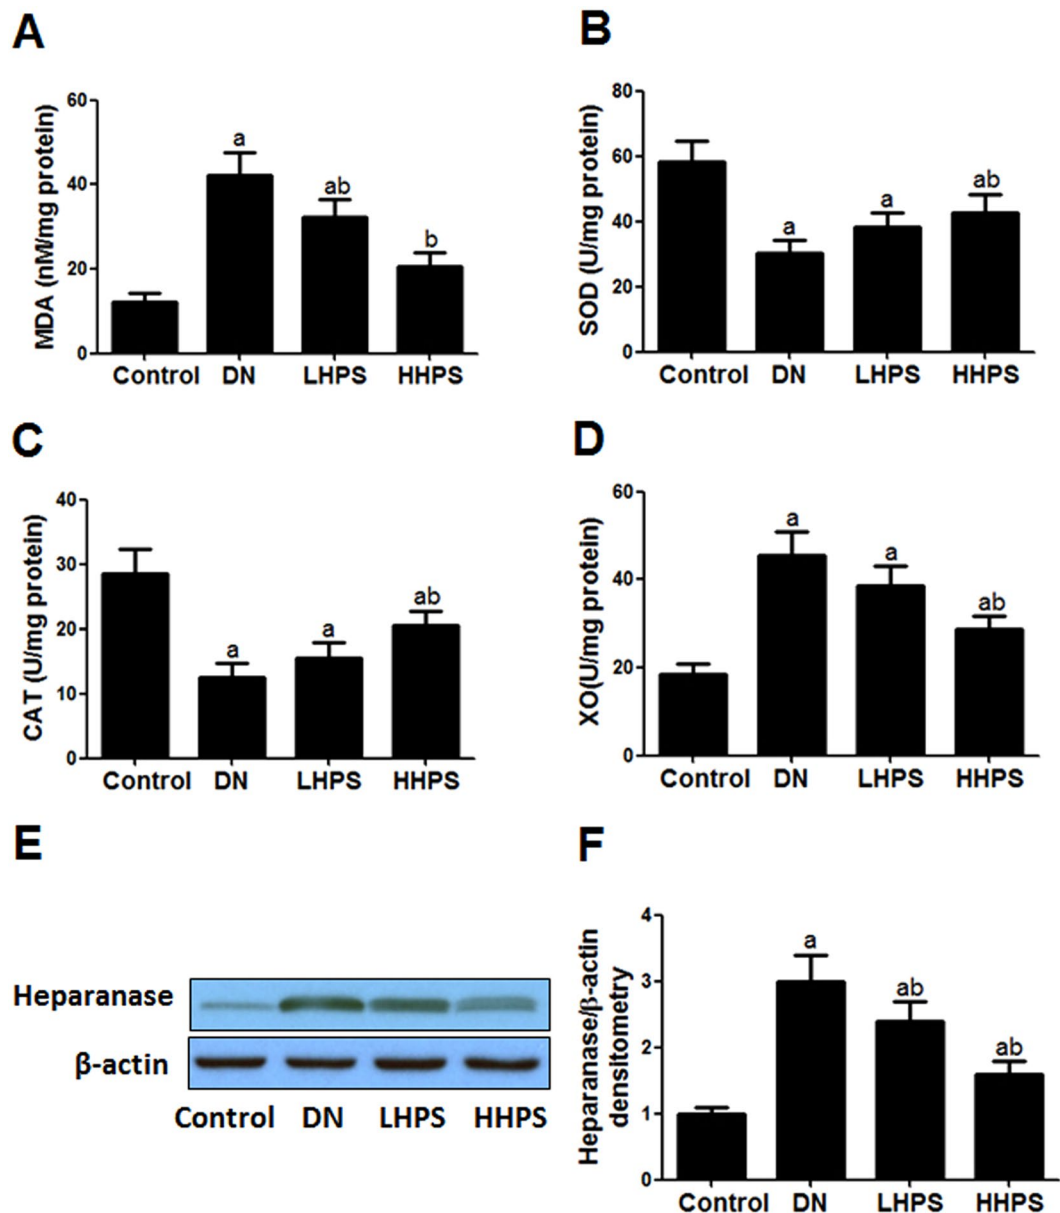 A
MDA (nM/mg protein)
60
40
20
0
a
ab
b
Control DN LHPS HHPS
B
SOD (U/mg protein)
80
60
40
20
0
a
a
ab
Control DN LHPS HHPS
C
CAT (U/mg protein)
40
30
20
10
0
a
a
ab
Control DN LHPS HHPS
D
XO(U/mg protein)
60
40
20
0
a
a
ab
Control DN LHPS HHPS
E
Heparanase
β-actin
Control DN LHPS HHPS
F
Heparanase/β-actin
densitometry
4
3
2
1
0
a
ab
ab
Control DN LHPS HHPS